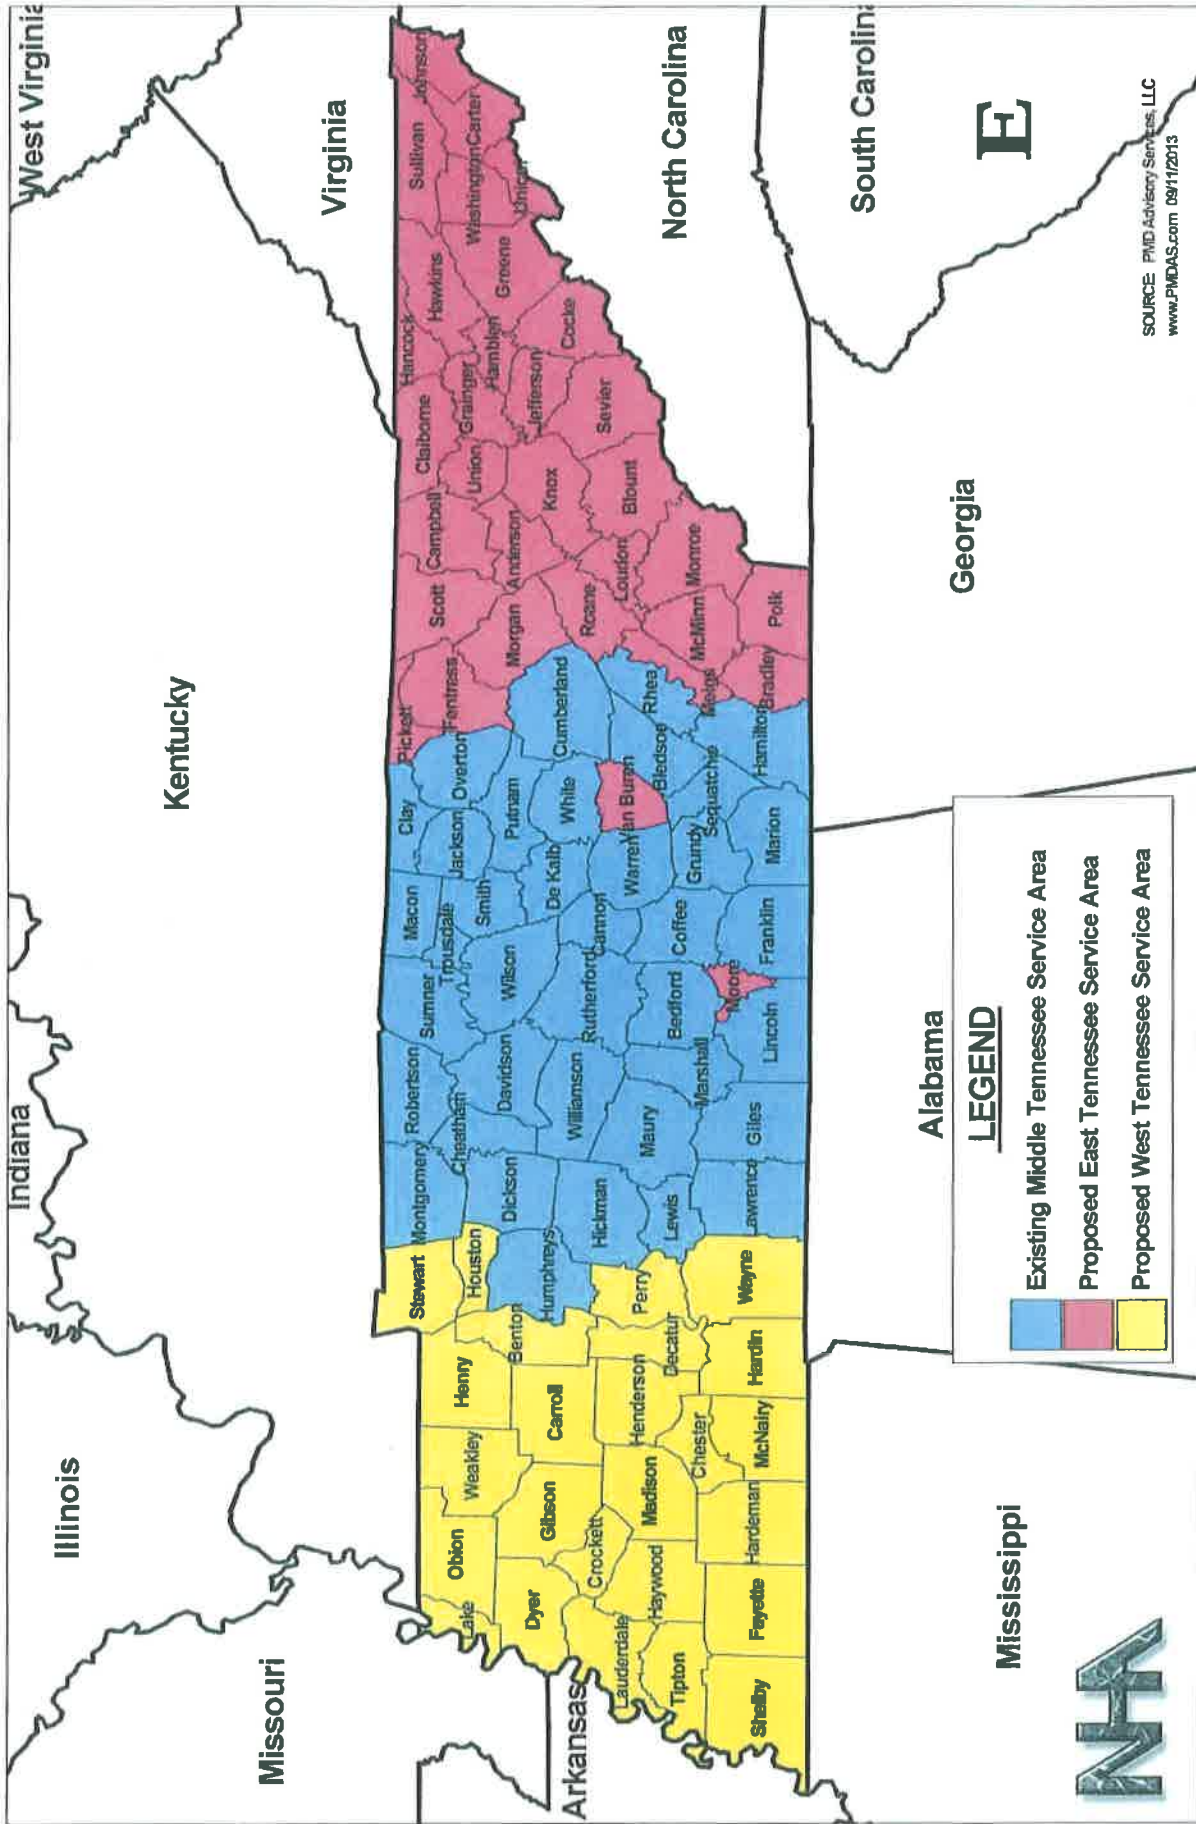 West Virginia
Indiana
Illinois
Kentucky
Virginia
Missouri
Arkansas
North Carolina
South Carolina
Georgia
Alabama
Mississippi
Lake
Obion
Weakley
Henry
Stewart
Montgomery
Robertson
Sumner
Macon
Clay
Pickett
Scott
Campbell
Claiborne
Hancock
Sullivan
Johnson
Houston
Cheatham
Trousdale
Jackson
Overton
Fentress
Union
Grainger
Hawkins
Washington
Carter
Dyer
Gibson
Carroll
Benton
Humphreys
Dickson
Davidson
Wilson
Smith
Putnam
Morgan
Anderson
Hamblen
Greene
Unicoi
Crockett
Williamson
Rutherford
Cannon
De Kalb
White
Cumberland
Roane
Knox
Jefferson
Cocke
Lauderdale
Haywood
Madison
Henderson
Decatur
Perry
Hickman
Lewis
Maury
Bedford
Coffee
Warren
Van Buren
Bledsoe
Rhea
Loudon
Blount
Sevier
Tipton
Chester
Marshall
Moore
Grundy
Sequatchie
Meigs
McMinn
Monroe
Shelby
Fayette
Hardeman
McNairy
Hardin
Wayne
Lawrence
Giles
Lincoln
Franklin
Marion
Hamilton
Bradley
Polk
LEGEND
Existing Middle Tennessee Service Area
Proposed East Tennessee Service Area
Proposed West Tennessee Service Area
NHA
E
SOURCE: PMD Advisory Services, LLC
www.PMDAS.com 09/11/2013